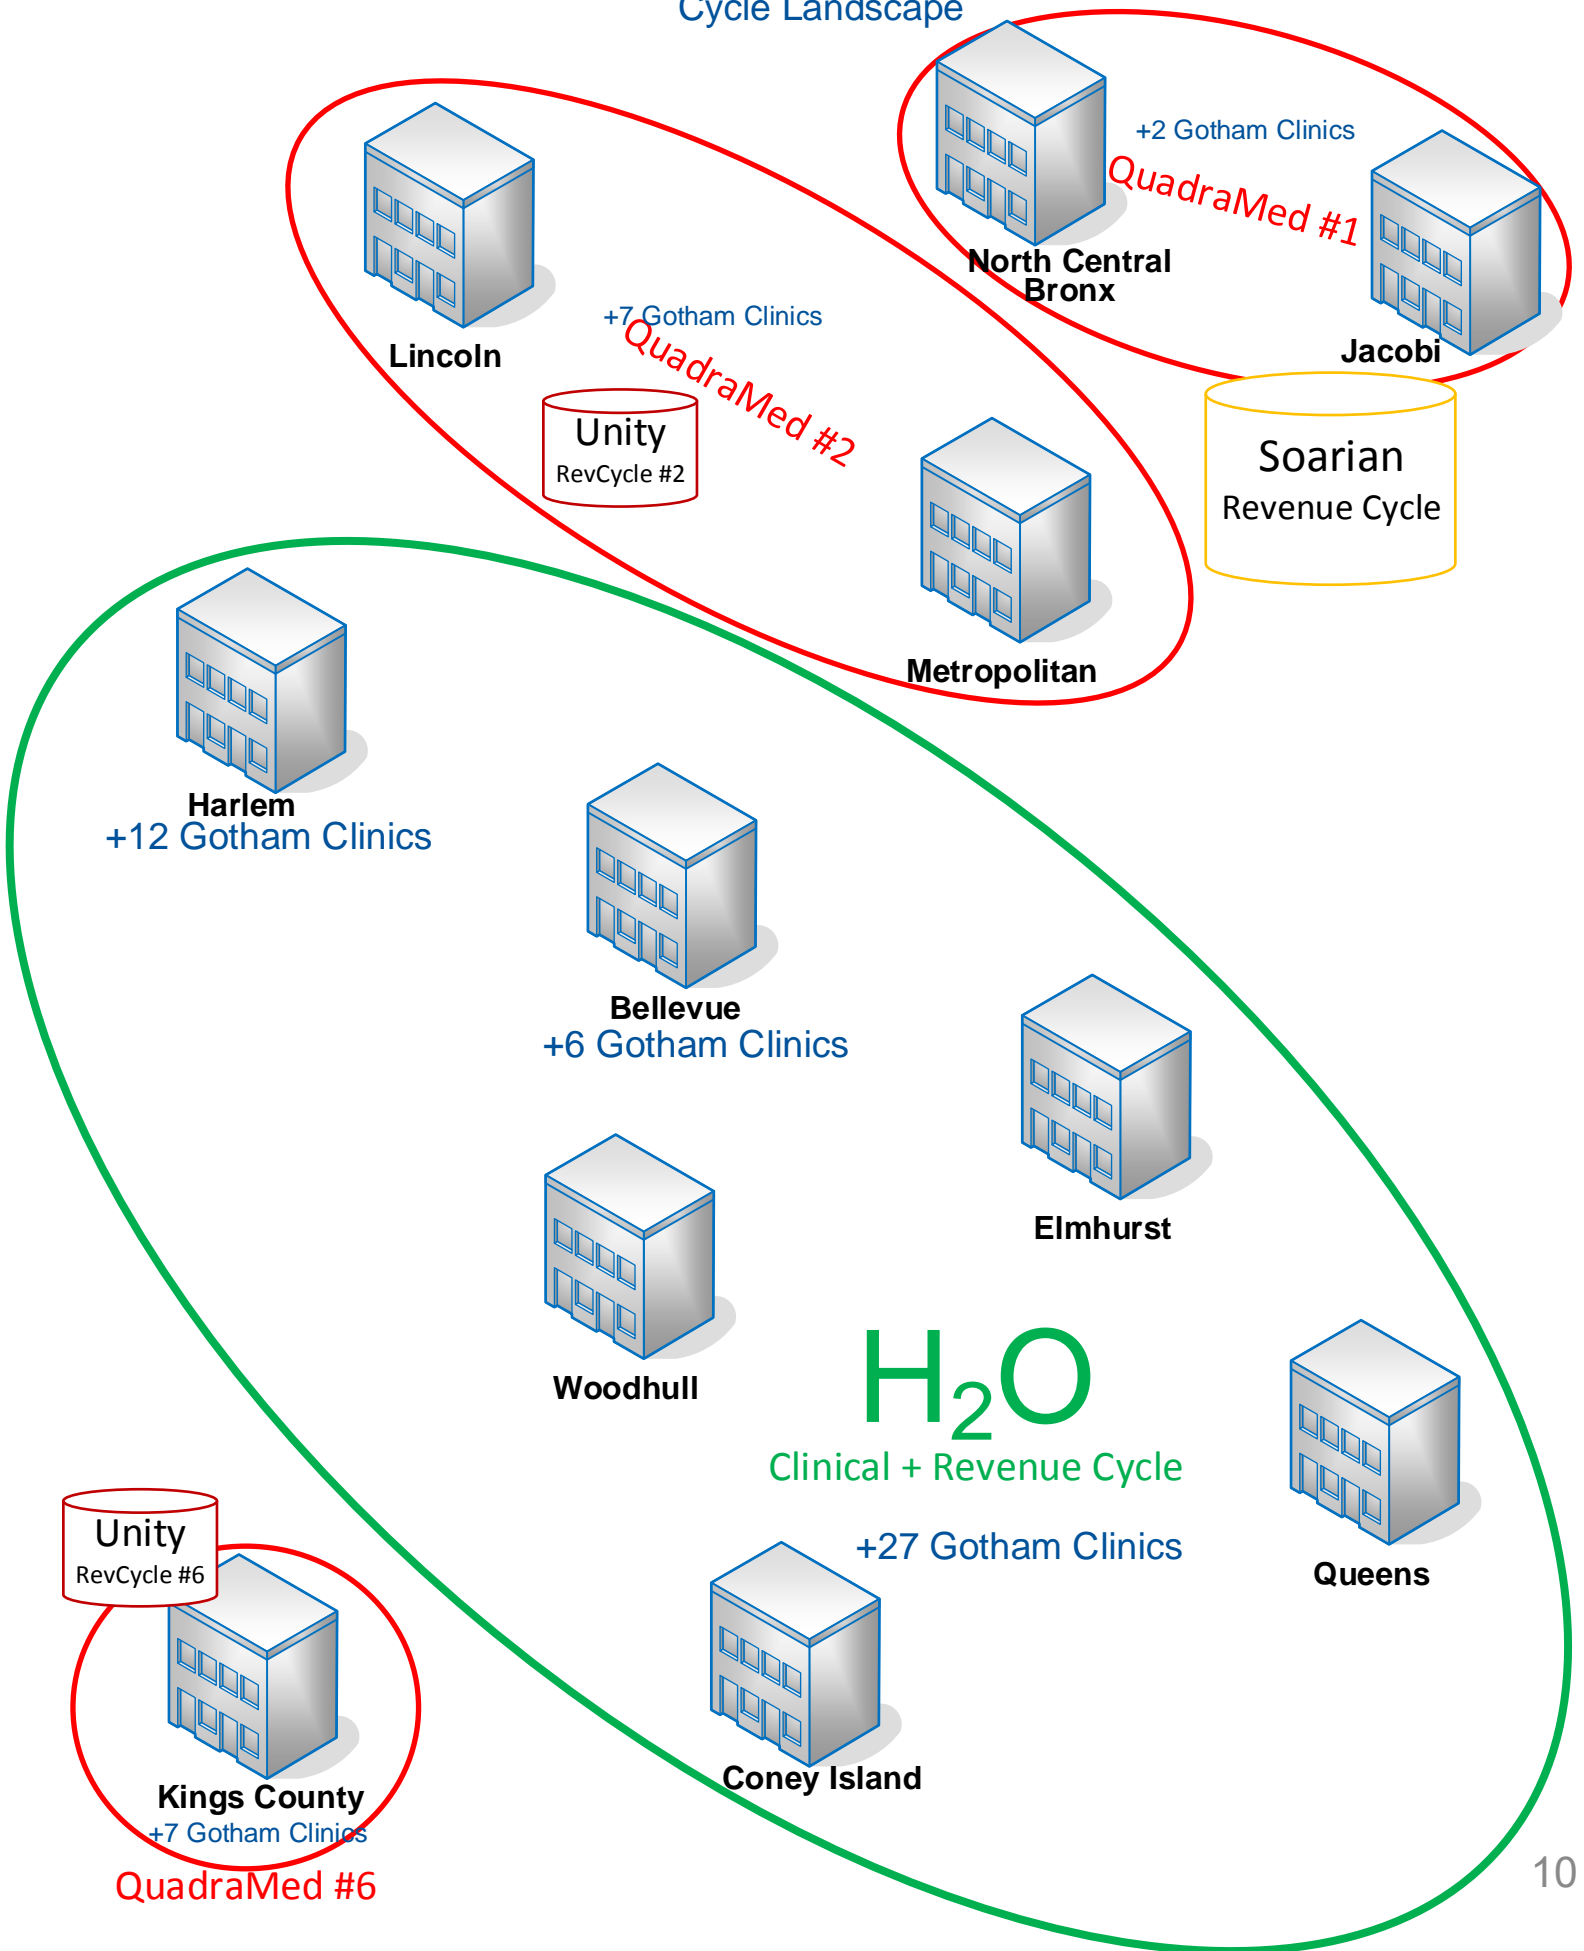 Cycle Landscape
+2 Gotham Clinics
QuadraMed #1
North Central
Bronx
Jacobi
+7 Gotham Clinics
QuadraMed #2
Lincoln
Unity
RevCycle #2
Soarian
Revenue Cycle
Metropolitan
Harlem
+12 Gotham Clinics
Bellevue
+6 Gotham Clinics
Elmhurst
Woodhull
H₂O
Clinical + Revenue Cycle
+27 Gotham Clinics
Queens
Unity
RevCycle #6
Coney Island
Kings County
+7 Gotham Clinics
QuadraMed #6
10